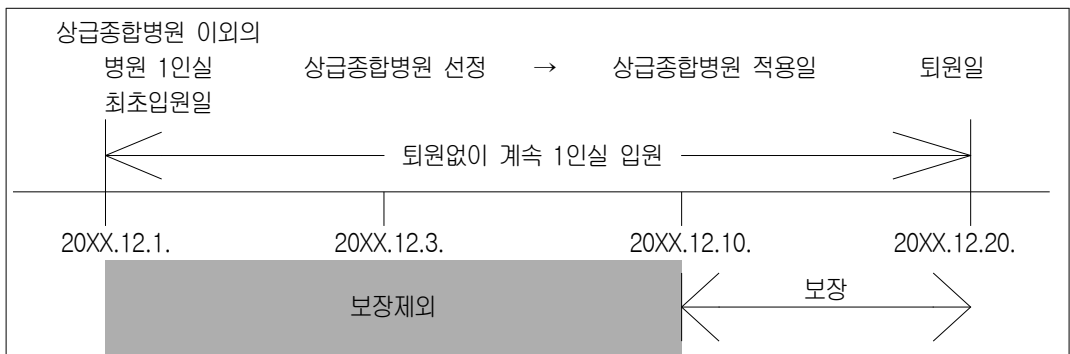 상급종합병원 이외의
병원 1인실
최초입원일
상급종합병원 선정 → 상급종합병원 적용일
퇴원일
퇴원없이 계속 1인실 입원
20XX.12.1.
20XX.12.3.
20XX.12.10.
20XX.12.20.
보장제외
보장